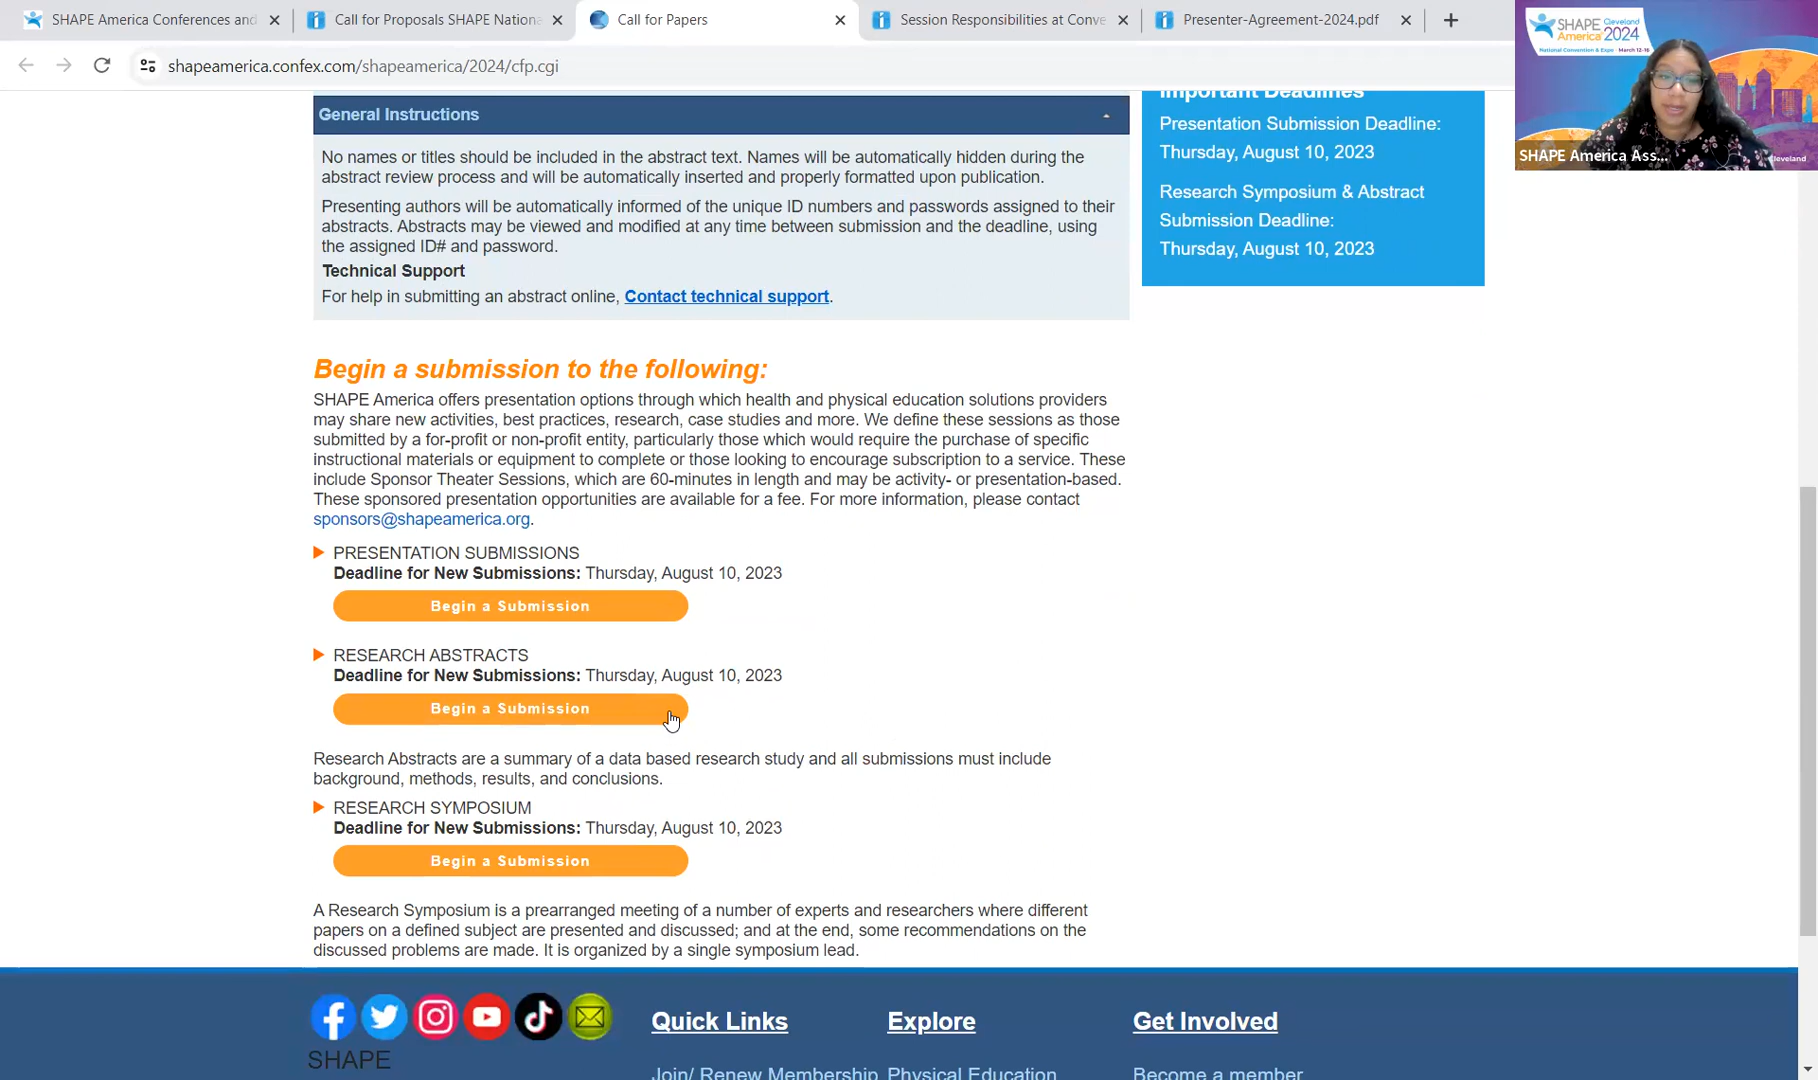 SHAPE America Conferences and
Call for Proposals SHAPE Nationa
Call for Papers
Session Responsibilities at Conve
Presenter-Agreement-2024.pdf
shapeamerica.confex.com/shapeamerica/2024/cfp.cgi
SHAPE Cleveland
America 2024
National Convention & Expo March 12-16
SHAPE America Ass...
Cleveland
General Instructions
No names or titles should be included in the abstract text. Names will be automatically hidden during the
abstract review process and will be automatically inserted and properly formatted upon publication.
Presenting authors will be automatically informed of the unique ID numbers and passwords assigned to their
abstracts. Abstracts may be viewed and modified at any time between submission and the deadline, using
the assigned ID# and password.
Technical Support
For help in submitting an abstract online, Contact technical support.
Important Deadlines
Presentation Submission Deadline:
Thursday, August 10, 2023
Research Symposium & Abstract
Submission Deadline:
Thursday, August 10, 2023
Begin a submission to the following:
SHAPE America offers presentation options through which health and physical education solutions providers
may share new activities, best practices, research, case studies and more. We define these sessions as those
submitted by a for-profit or non-profit entity, particularly those which would require the purchase of specific
instructional materials or equipment to complete or those looking to encourage subscription to a service. These
include Sponsor Theater Sessions, which are 60-minutes in length and may be activity- or presentation-based.
These sponsored presentation opportunities are available for a fee. For more information, please contact
sponsors@shapeamerica.org.
PRESENTATION SUBMISSIONS
Deadline for New Submissions: Thursday, August 10, 2023
Begin a Submission
RESEARCH ABSTRACTS
Deadline for New Submissions: Thursday, August 10, 2023
Begin a Submission
Research Abstracts are a summary of a data based research study and all submissions must include
background, methods, results, and conclusions.
RESEARCH SYMPOSIUM
Deadline for New Submissions: Thursday, August 10, 2023
Begin a Submission
A Research Symposium is a prearranged meeting of a number of experts and researchers where different
papers on a defined subject are presented and discussed; and at the end, some recommendations on the
discussed problems are made. It is organized by a single symposium lead.
SHAPE
Quick Links
Join/ Renew Membership
Explore
Physical Education
Get Involved
Become a member